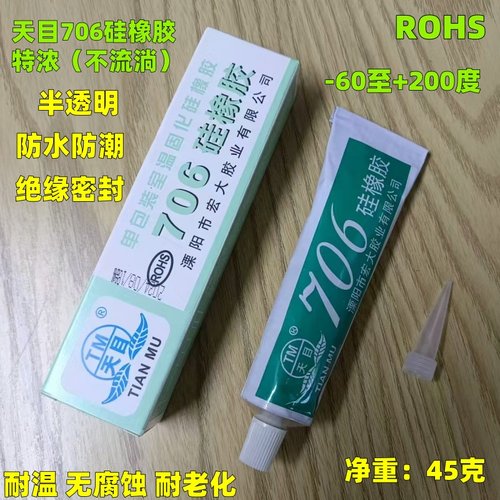 天目706硅橡胶
特浓（不流淌）
ROHS
-60至+200度
半透明
防水防潮
绝缘密封
单包装室温固化硅橡胶
706 硅橡胶
溧阳市宏大胶业有限公司
ROHS
TM
天目
®
TIAN MU
706 硅橡胶
溧阳市宏大胶业有限公司
TM
天目
®
TIAN MU
耐温 无腐蚀 耐老化
净重：45克